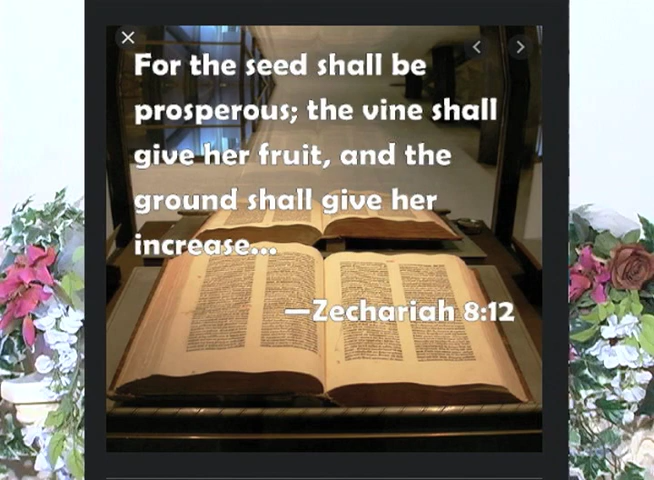 For the seed shall be
prosperous; the vine shall
give her fruit, and the
ground shall give her
increase...
—Zechariah 8:12